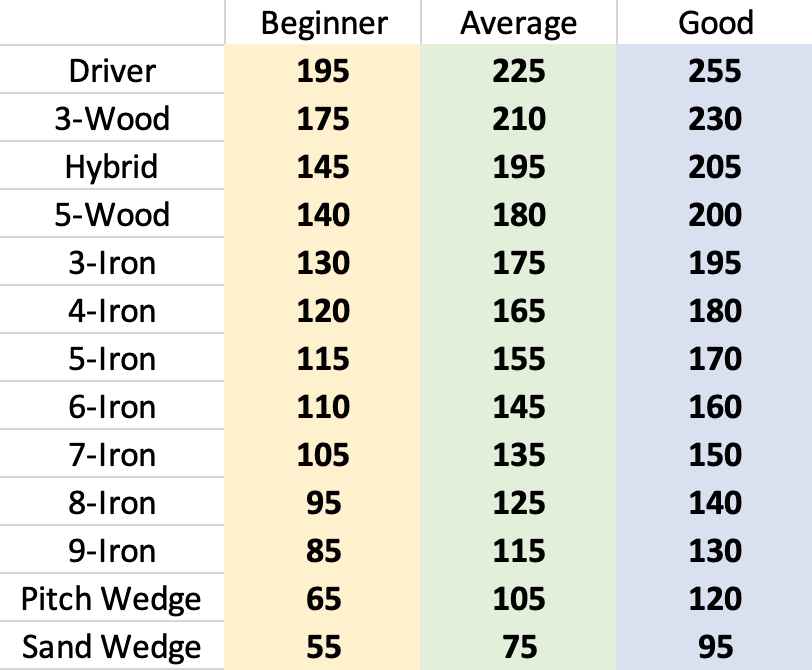 Beginner Average Good
Driver 195 225 255
3-Wood 175 210 230
Hybrid 145 195 205
5-Wood 140 180 200
3-Iron 130 175 195
4-Iron 120 165 180
5-Iron 115 155 170
6-Iron 110 145 160
7-Iron 105 135 150
8-Iron 95 125 140
9-Iron 85 115 130
Pitch Wedge 65 105 120
Sand Wedge 55 75 95